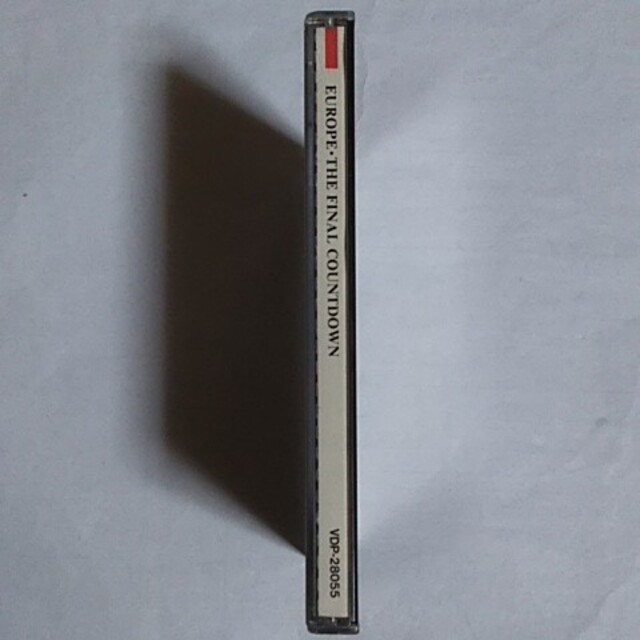 EUROPE• THE FINAL COUNTDOWN
VDP-28055